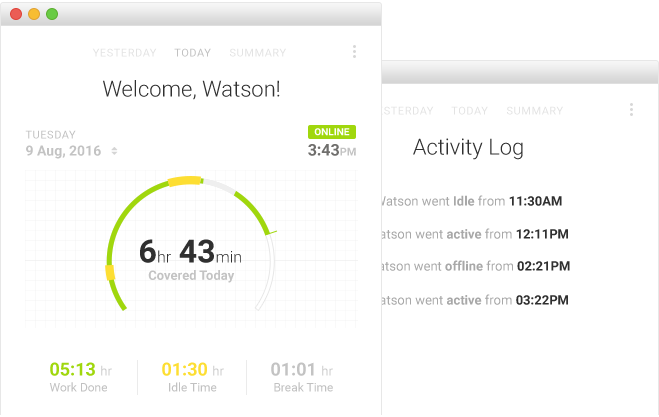 YESTERDAY TODAY SUMMARY
Welcome, Watson!
TUESDAY
9 Aug, 2016
ONLINE
3:43PM
6hr 43min
Covered Today
05:13 hr
Work Done
01:30 hr
Idle Time
01:01 hr
Break Time
STERDAY TODAY SUMMARY
Activity Log
Watson went Idle from 11:30AM
atson went active from 12:11PM
atson went offline from 02:21PM
atson went active from 03:22PM